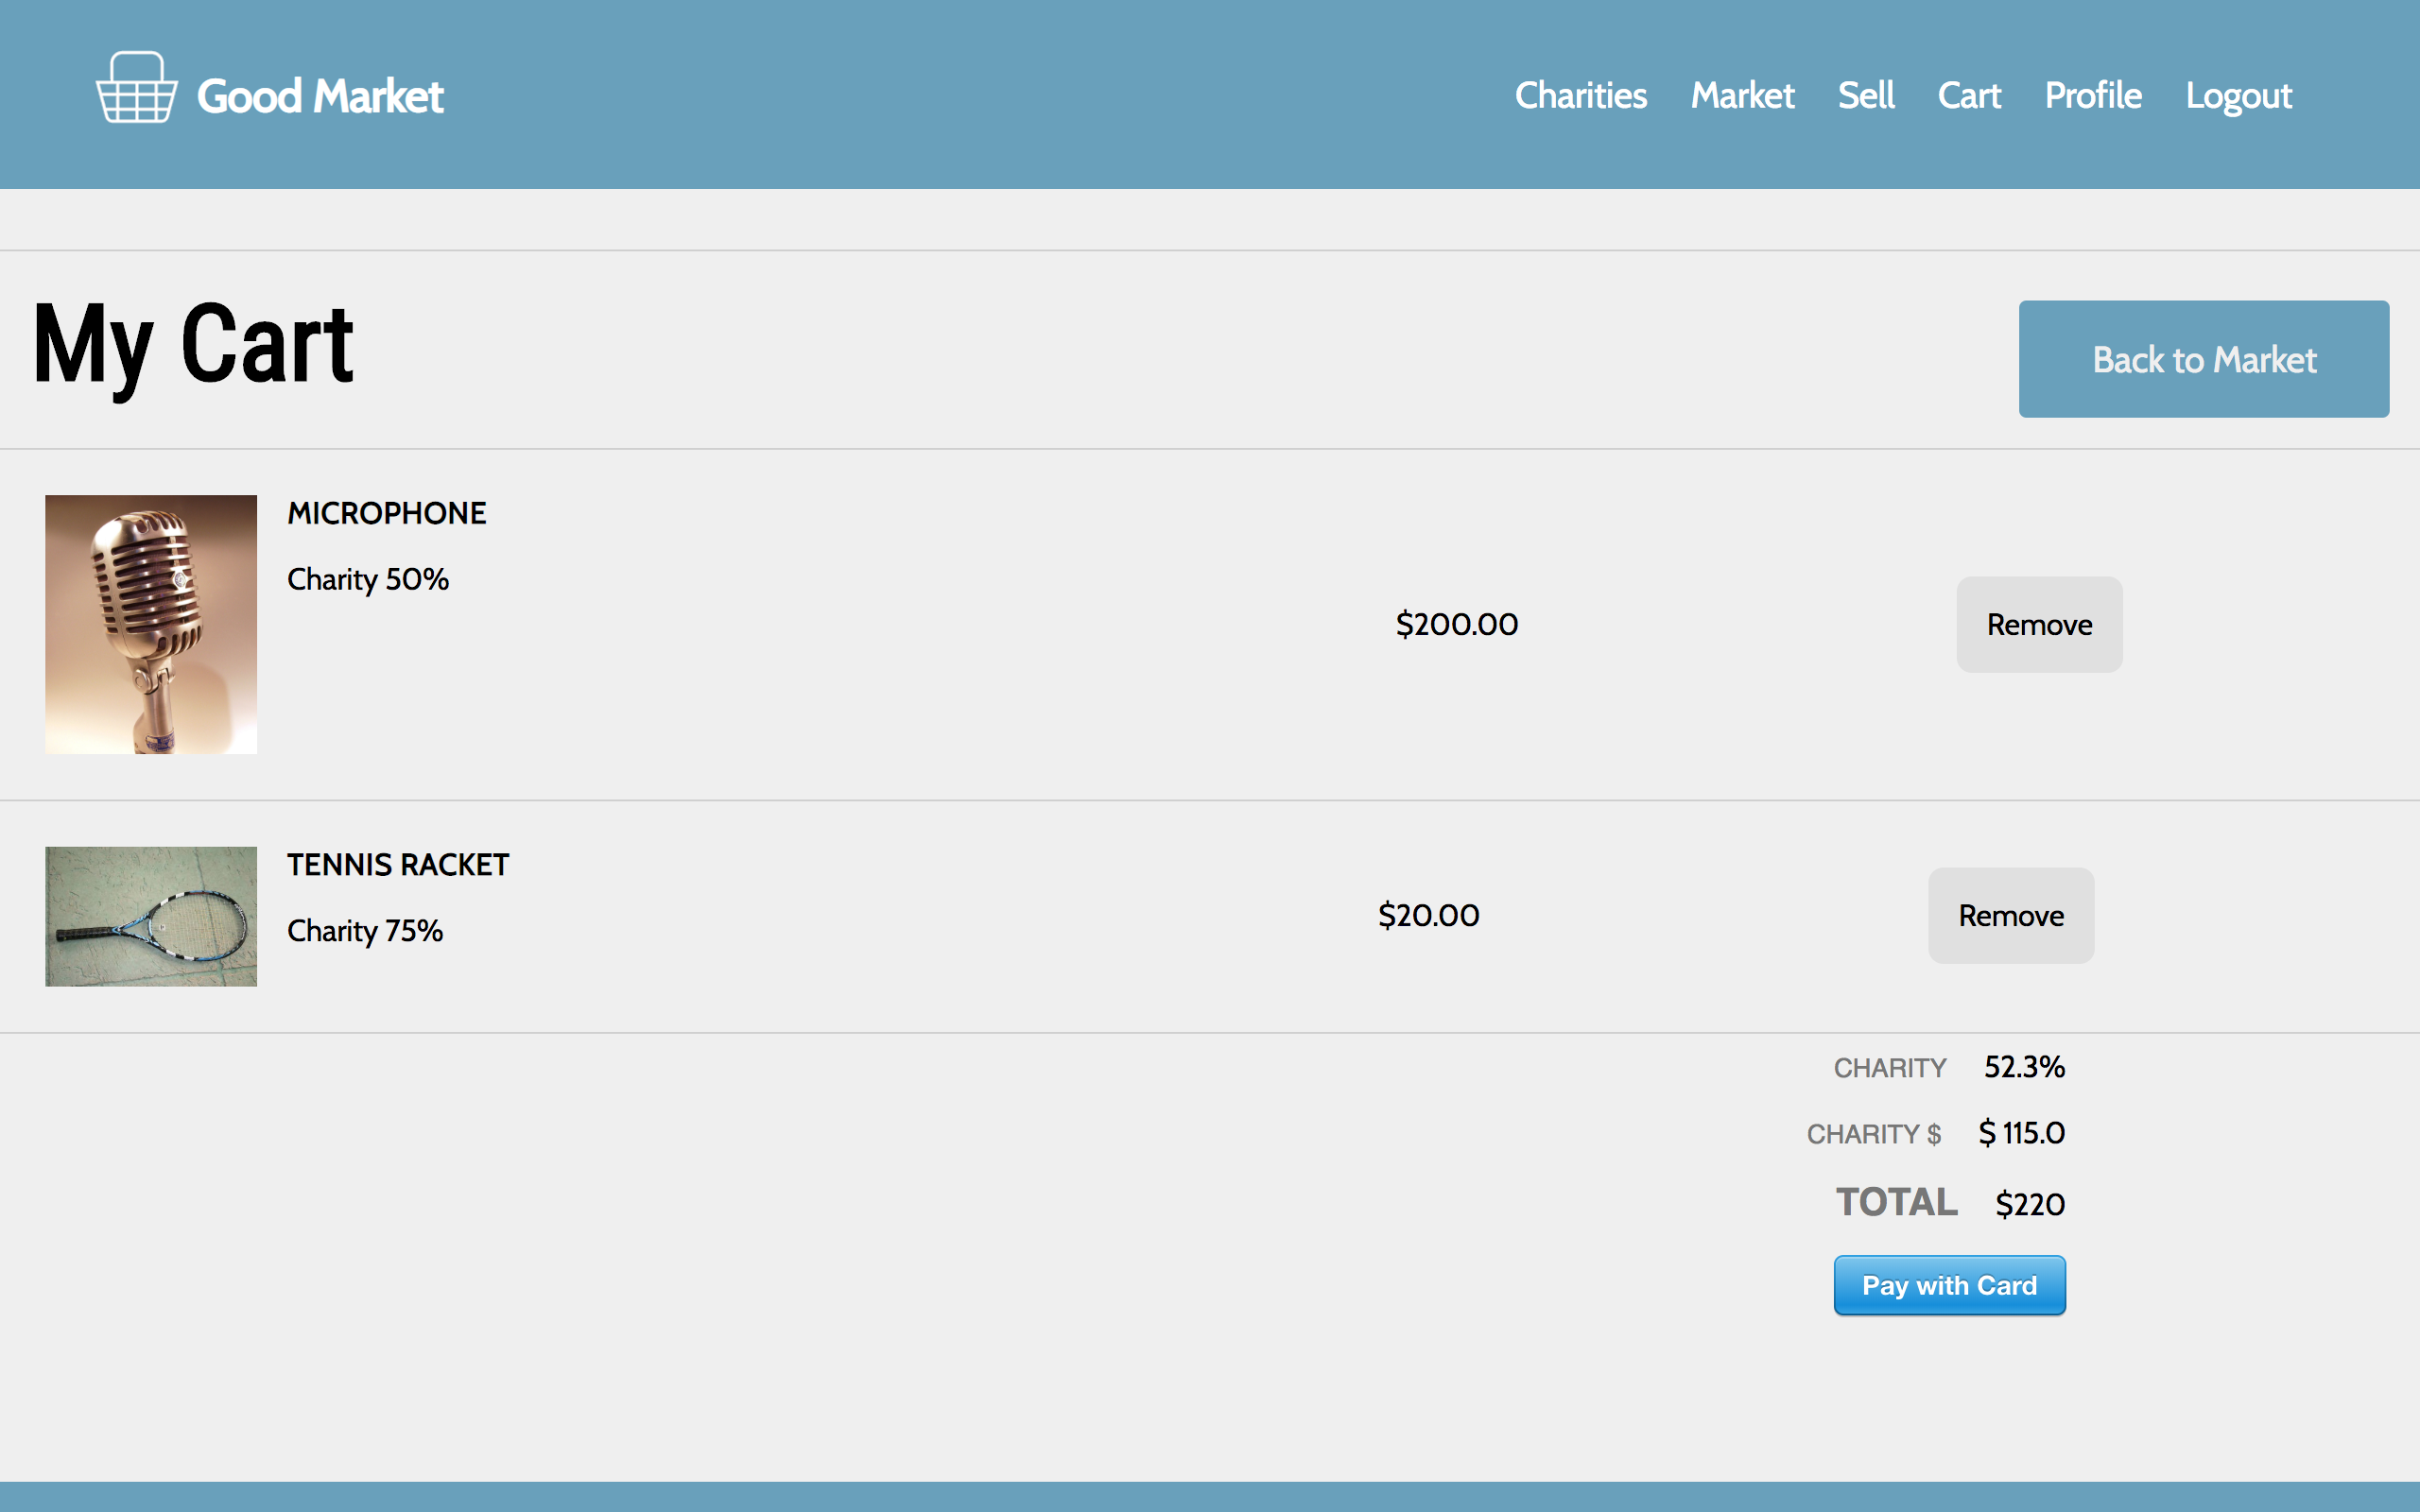 Good Market
Charities Market Sell Cart Profile Logout
My Cart
Back to Market
MICROPHONE
Charity 50%
$200.00
Remove
TENNIS RACKET
Charity 75%
$20.00
Remove
CHARITY 52.3%
CHARITY $ $ 115.0
TOTAL $220
Pay with Card